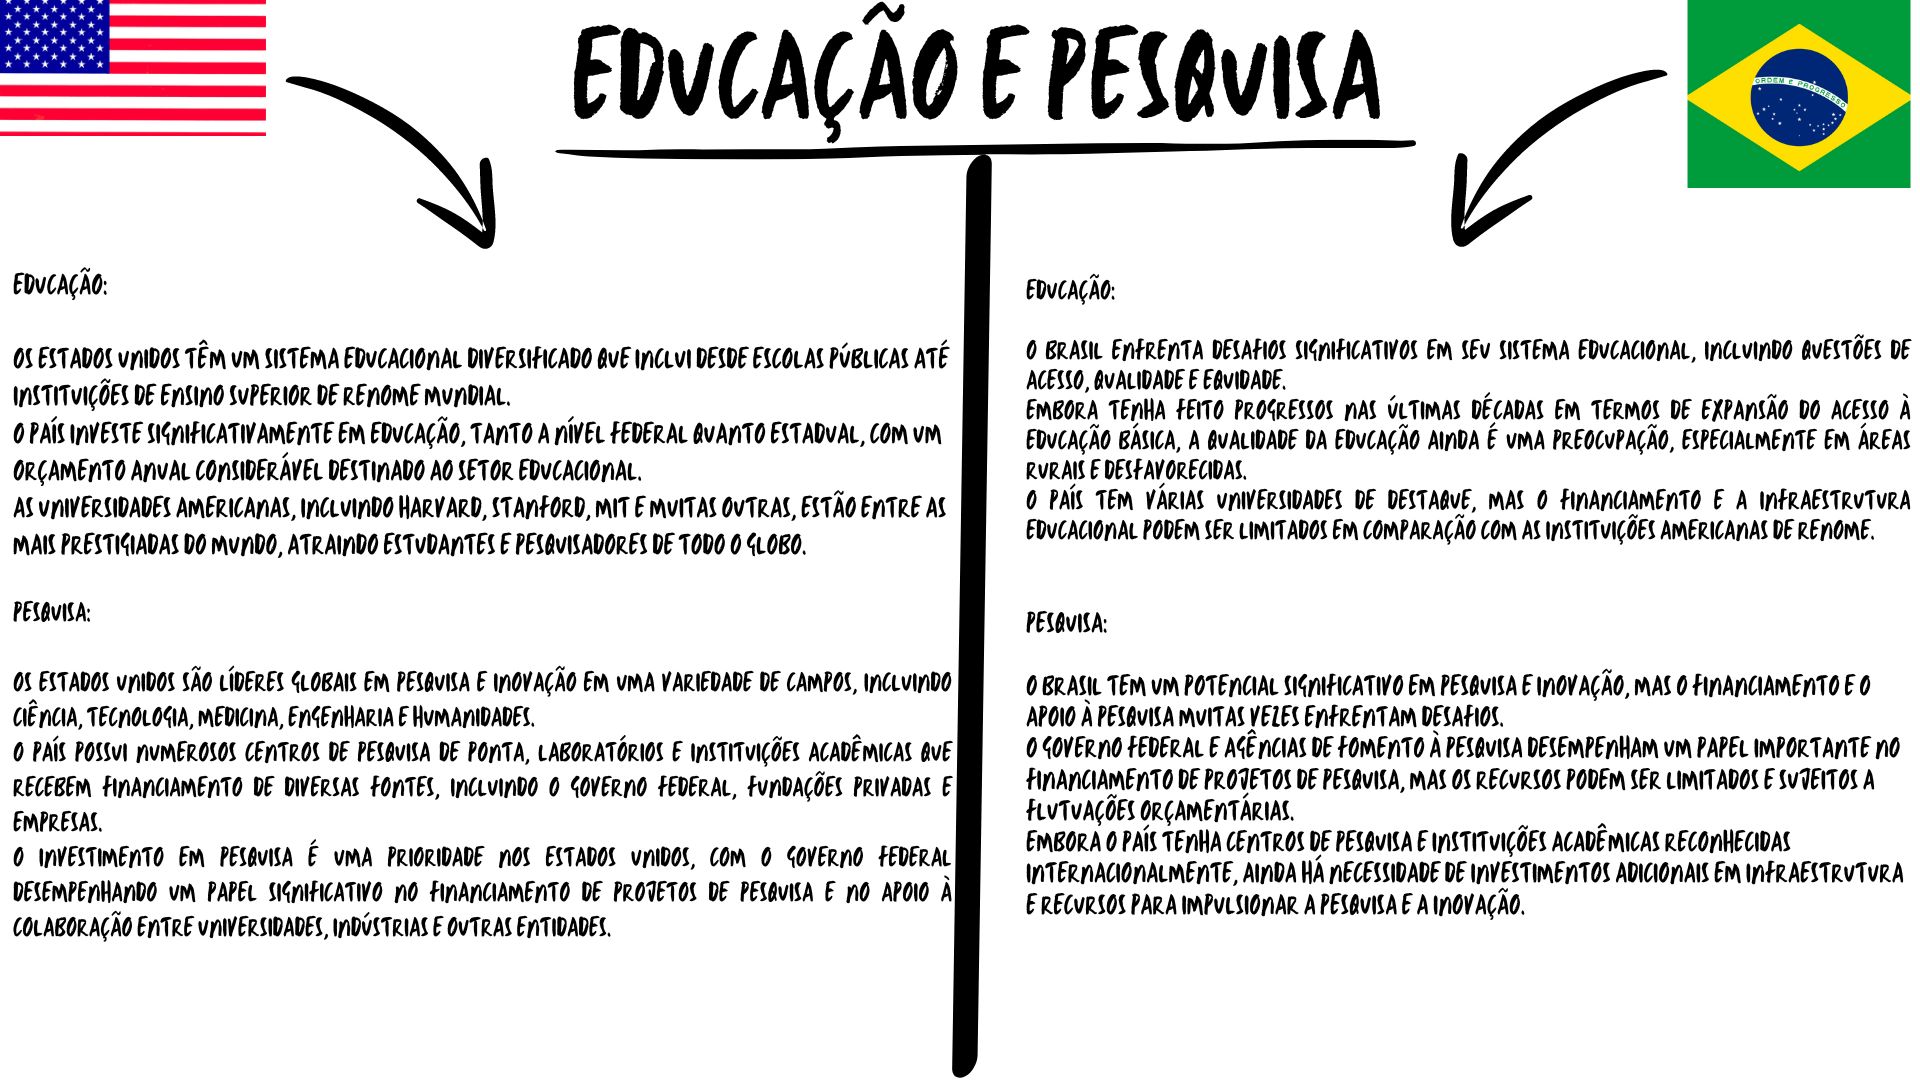 EDUCAÇÃO E PESQUISA
ORDEM E PROGRESSO
EDUCAÇÃO:
OS ESTADOS UNIDOS TÊM UM SISTEMA EDUCACIONAL DIVERSIFICADO QUE INCLUI DESDE ESCOLAS PÚBLICAS ATÉ
INSTITUIÇÕES DE ENSINO SUPERIOR DE RENOME MUNDIAL.
O PAÍS INVESTE SIGNIFICATIVAMENTE EM EDUCAÇÃO, TANTO A NÍVEL FEDERAL QUANTO ESTADUAL, COM UM
ORÇAMENTO ANUAL CONSIDERÁVEL DESTINADO AO SETOR EDUCACIONAL.
AS UNIVERSIDADES AMERICANAS, INCLUINDO HARVARD, STANFORD, MIT E MUITAS OUTRAS, ESTÃO ENTRE AS
MAIS PRESTIGIADAS DO MUNDO, ATRAINDO ESTUDANTES E PESQUISADORES DE TODO O GLOBO.
PESQUISA:
OS ESTADOS UNIDOS SÃO LÍDERES GLOBAIS EM PESQUISA E INOVAÇÃO EM UMA VARIEDADE DE CAMPOS, INCLUINDO
CIÊNCIA, TECNOLOGIA, MEDICINA, ENGENHARIA E HUMANIDADES.
O PAÍS POSSUI NUMEROSOS CENTROS DE PESQUISA DE PONTA, LABORATÓRIOS E INSTITUIÇÕES ACADÊMICAS QUE
RECEBEM FINANCIAMENTO DE DIVERSAS FONTES, INCLUINDO O GOVERNO FEDERAL, FUNDAÇÕES PRIVADAS E
EMPRESAS.
O INVESTIMENTO EM PESQUISA É UMA PRIORIDADE NOS ESTADOS UNIDOS, COM O GOVERNO FEDERAL
DESEMPENHANDO UM PAPEL SIGNIFICATIVO NO FINANCIAMENTO DE PROJETOS DE PESQUISA E NO APOIO À
COLABORAÇÃO ENTRE UNIVERSIDADES, INDÚSTRIAS E OUTRAS ENTIDADES.
EDUCAÇÃO:
O BRASIL ENFRENTA DESAFIOS SIGNIFICATIVOS EM SEU SISTEMA EDUCACIONAL, INCLUINDO QUESTÕES DE
ACESSO, QUALIDADE E EQUIDADE.
EMBORA TENHA FEITO PROGRESSOS NAS ÚLTIMAS DÉCADAS EM TERMOS DE EXPANSÃO DO ACESSO À
EDUCAÇÃO BÁSICA, A QUALIDADE DA EDUCAÇÃO AINDA É UMA PREOCUPAÇÃO, ESPECIALMENTE EM ÁREAS
RURAIS E DESFAVORECIDAS.
O PAÍS TEM VÁRIAS UNIVERSIDADES DE DESTAQUE, MAS O FINANCIAMENTO E A INFRAESTRUTURA
EDUCACIONAL PODEM SER LIMITADOS EM COMPARAÇÃO COM AS INSTITUIÇÕES AMERICANAS DE RENOME.
PESQUISA:
O BRASIL TEM UM POTENCIAL SIGNIFICATIVO EM PESQUISA E INOVAÇÃO, MAS O FINANCIAMENTO E O
APOIO À PESQUISA MUITAS VEZES ENFRENTAM DESAFIOS.
O GOVERNO FEDERAL E AGÊNCIAS DE FOMENTO À PESQUISA DESEMPENHAM UM PAPEL IMPORTANTE NO
FINANCIAMENTO DE PROJETOS DE PESQUISA, MAS OS RECURSOS PODEM SER LIMITADOS E SUJEITOS A
FLUTUAÇÕES ORÇAMENTÁRIAS.
EMBORA O PAÍS TENHA CENTROS DE PESQUISA E INSTITUIÇÕES ACADÊMICAS RECONHECIDAS
INTERNACIONALMENTE, AINDA HÁ NECESSIDADE DE INVESTIMENTOS ADICIONAIS EM INFRAESTRUTURA
E RECURSOS PARA IMPULSIONAR A PESQUISA E A INOVAÇÃO.